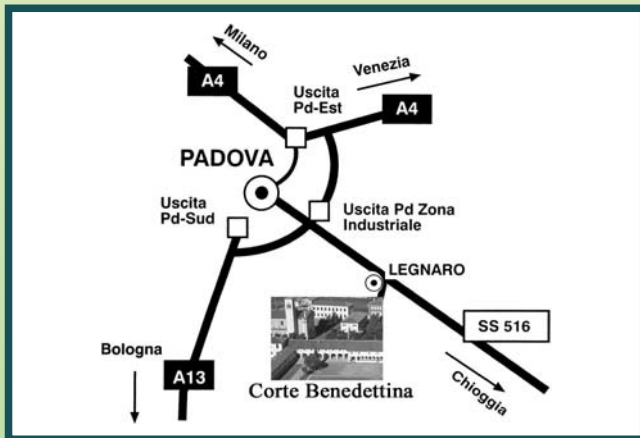 Milano
A4
Venezia
Uscita
Pd-Est
A4
PADOVA
Uscita
Pd-Sud
Uscita Pd Zona
Industriale
LEGNARO
SS 516
Bologna
A13
Corte Benedettina
Chioggia